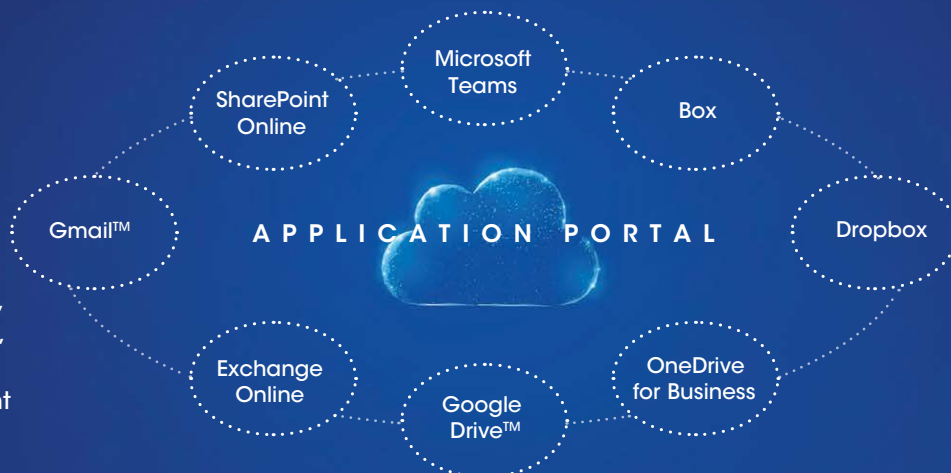 Microsoft
Teams
SharePoint
Online
Box
Gmail™
APPLICATION PORTAL
Dropbox
Exchange
Online
Google
Drive™
OneDrive
for Business